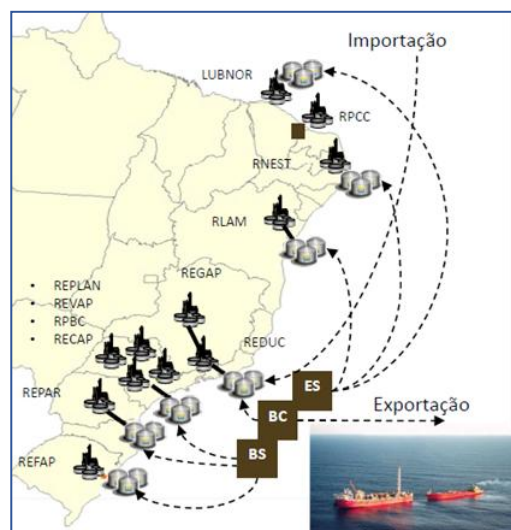 Importação
LUBNOR
RPCC
RNEST
RLAM
REGAP
• REPLAN
• REVAP
• RPBC
• RECAP
REDUC
REPAR
ES
BC
Exportação
BS
REFAP